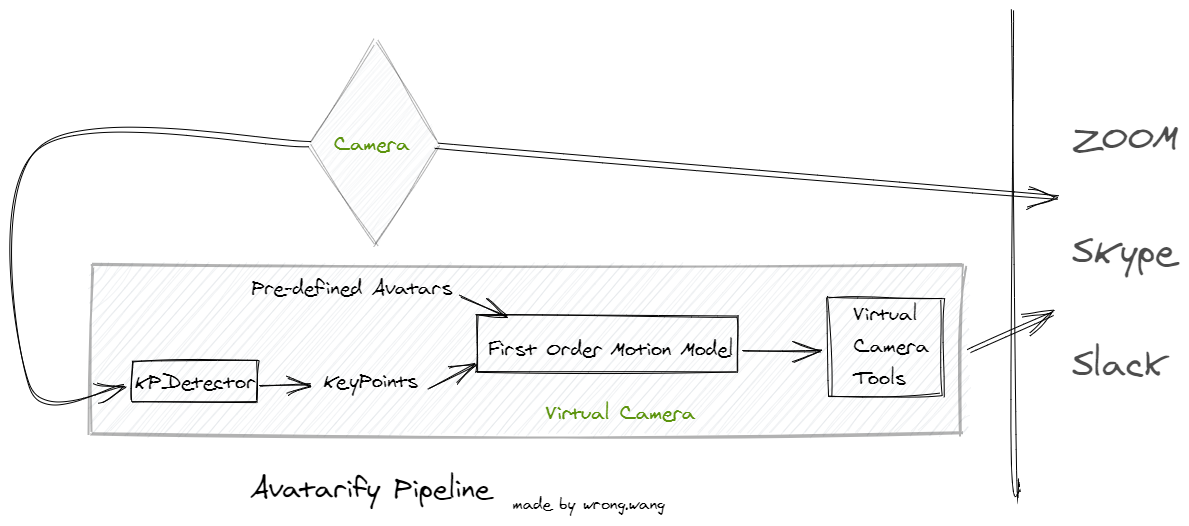 Camera
ZOOM
Skype
Slack
Pre-defined Avatars
First Order Motion Model
Virtual
Camera
Tools
KPDetector
KeyPoints
Virtual Camera
Avatarify Pipeline
made by wrong.wang